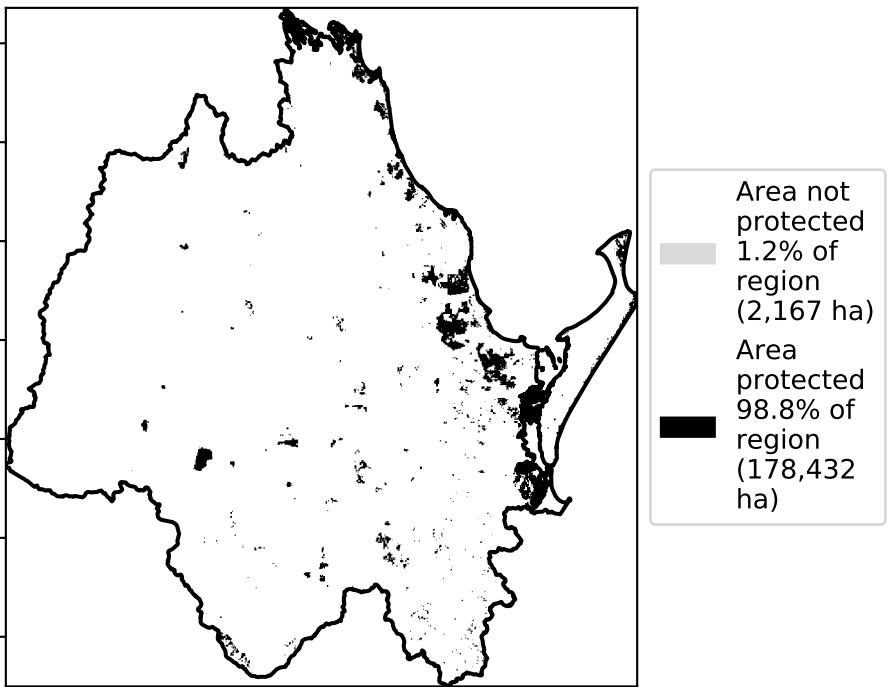 Area not
protected
1.2% of
region
(2,167 ha)
Area
protected
98.8% of
region
(178,432
ha)